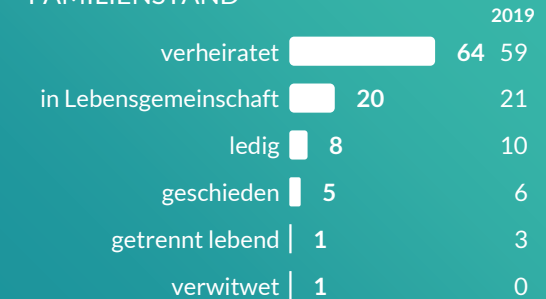 FAMILIENSTAND
2019
verheiratet 64 59
in Lebensgemeinschaft 20 21
ledig 8 10
geschieden 5 6
getrennt lebend 1 3
verwitwet 1 0